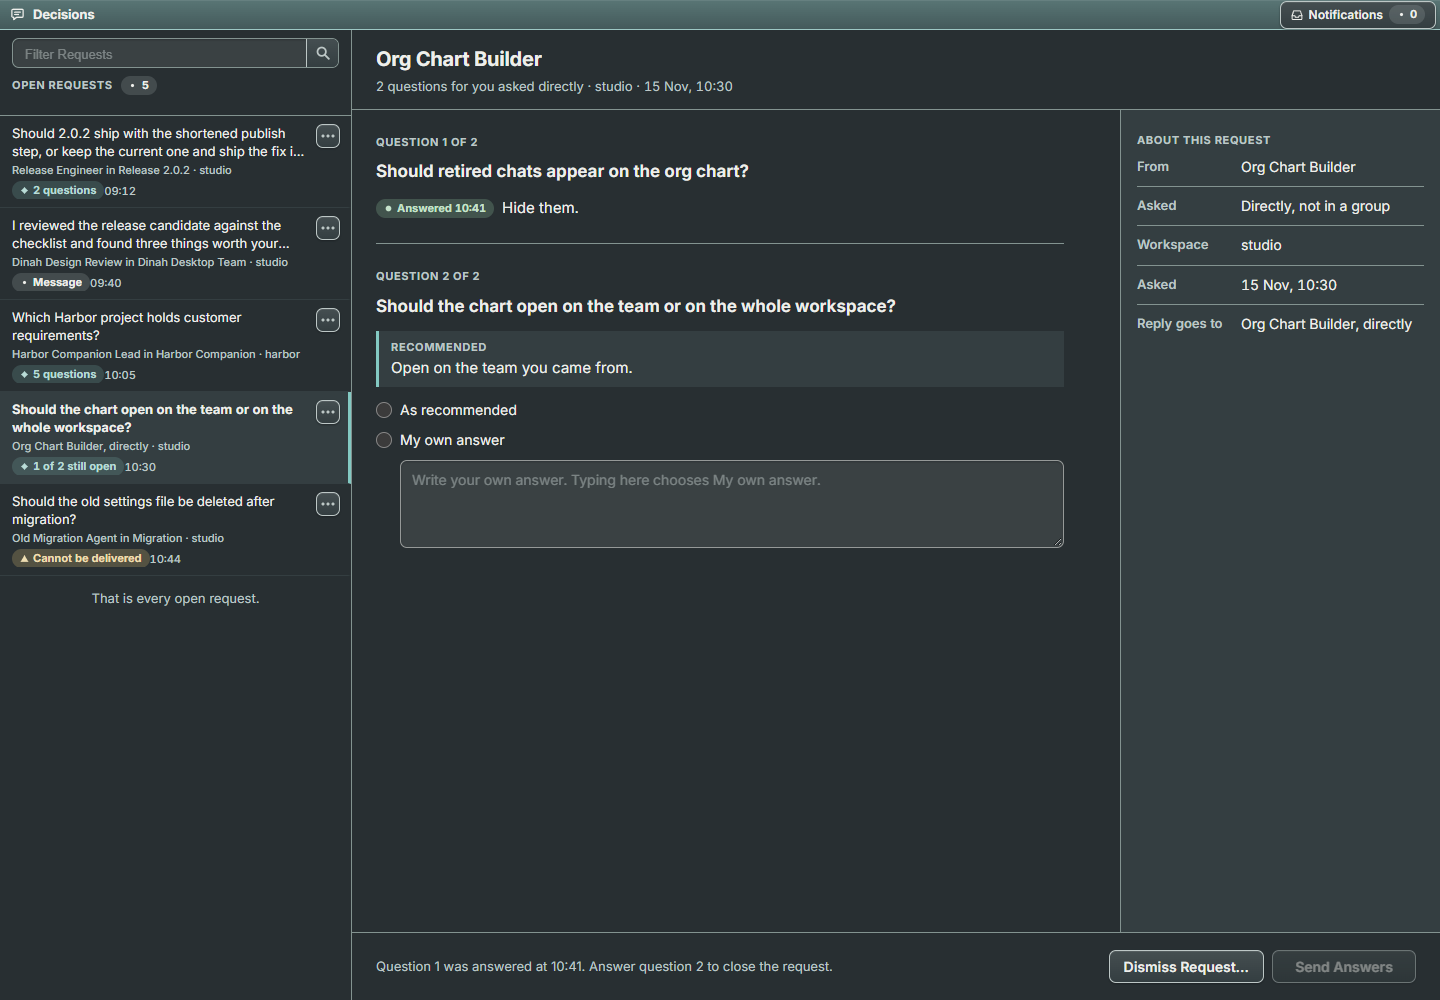 Decisions
Notifications • 0
Filter Requests
OPEN REQUESTS • 5
Should 2.0.2 ship with the shortened publish
step, or keep the current one and ship the fix i...
Release Engineer in Release 2.0.2 · studio
2 questions 09:12
I reviewed the release candidate against the
checklist and found three things worth your...
Dinah Design Review in Dinah Desktop Team · studio
• Message 09:40
Which Harbor project holds customer
requirements?
Harbor Companion Lead in Harbor Companion · harbor
5 questions 10:05
Should the chart open on the team or on the
whole workspace?
Org Chart Builder, directly · studio
1 of 2 still open 10:30
Should the old settings file be deleted after
migration?
Old Migration Agent in Migration · studio
Cannot be delivered 10:44
That is every open request.
Org Chart Builder
2 questions for you asked directly · studio · 15 Nov, 10:30
QUESTION 1 OF 2
Should retired chats appear on the org chart?
Answered 10:41 Hide them.
QUESTION 2 OF 2
Should the chart open on the team or on the whole workspace?
RECOMMENDED
Open on the team you came from.
As recommended
My own answer
Write your own answer. Typing here chooses My own answer.
ABOUT THIS REQUEST
From Org Chart Builder
Asked Directly, not in a group
Workspace studio
Asked 15 Nov, 10:30
Reply goes to Org Chart Builder, directly
Question 1 was answered at 10:41. Answer question 2 to close the request.
Dismiss Request...
Send Answers